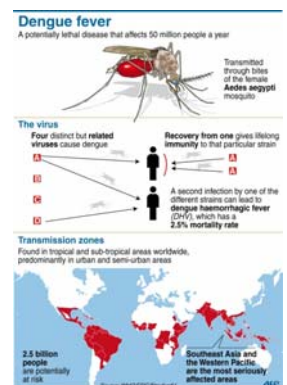 Dengue fever
A potentially lethal disease that affects 50 million people a year
Transmitted
through bites
of the female
Aedes aegypti
mosquito
The virus
Four distinct but related
viruses cause dengue
Recovery from one gives lifelong
immunity to that particular strain
A
A
A
B
C
D
A second infection by one of the
different strains can lead to
dengue haemorrhagic fever
(DHV), which has a
2.5% mortality rate
Transmission zones
Found in tropical and sub-tropical areas worldwide,
predominantly in urban and semi-urban areas
2.5 billion
people
are potentially
at risk
Southeast Asia and
the Western Pacific
are the most seriously
affected areas